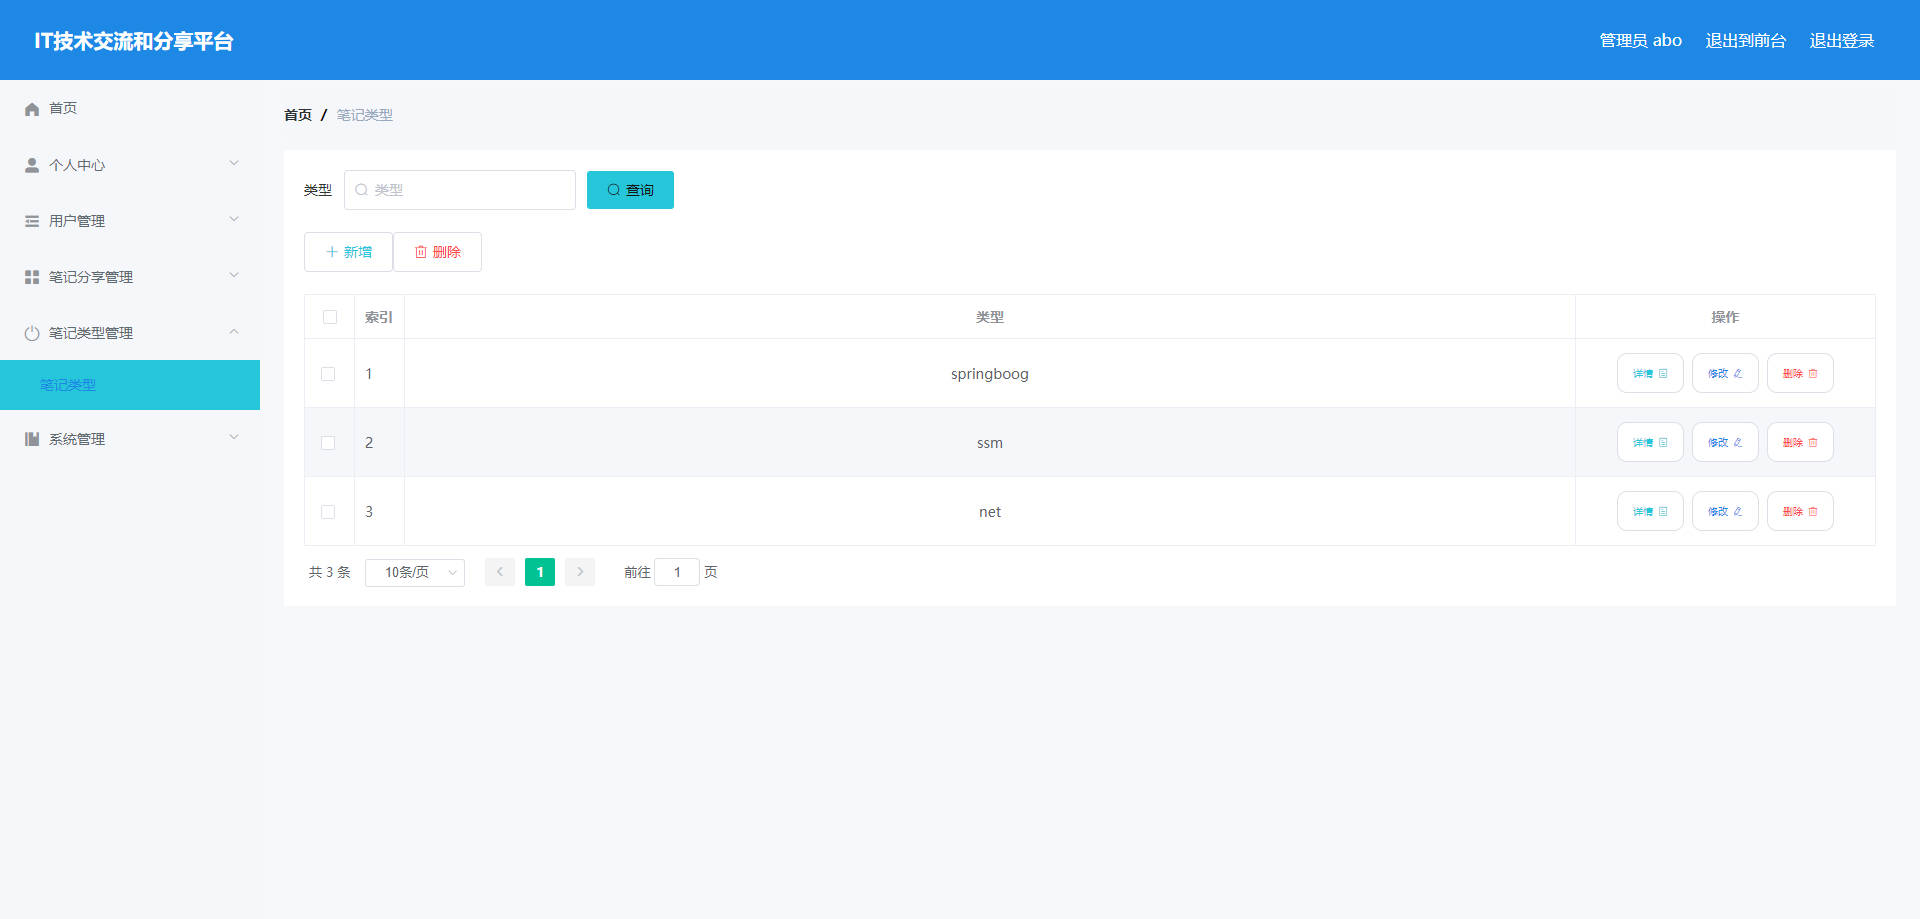 IT技术交流和分享平台
管理员 abo 退出到前台 退出登录
首页
个人中心
用户管理
笔记分享管理
笔记类型管理
笔记类型
系统管理
首页 / 笔记类型
类型 类型 查询
新增 删除
索引 类型 操作
1 springboog 详情 修改 删除
2 ssm 详情 修改 删除
3 net 详情 修改 删除
共 3 条 10条/页 1 前往 1 页